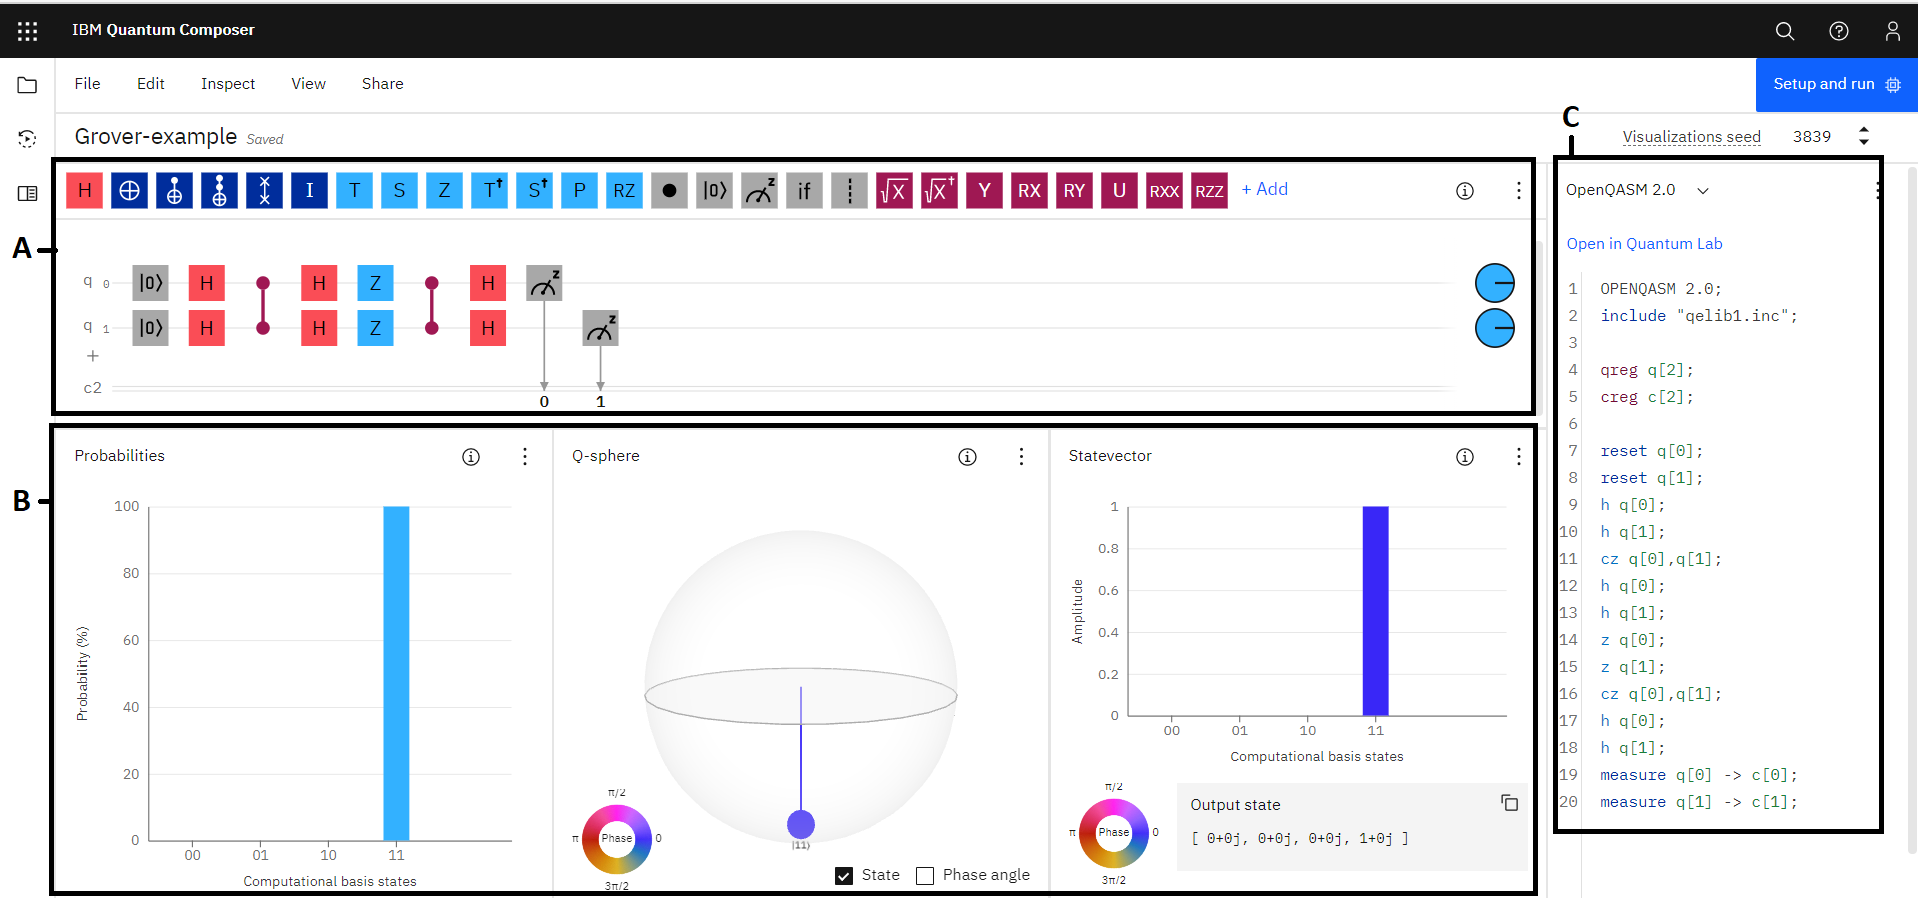 IBM Quantum Composer
File Edit Inspect View Share
Setup and run
Grover-example Saved
Visualizations seed 3839
C
A
H I T S Z T† S† P RZ |0⟩ z if √X √X† Y RX RY U RXX RZZ + Add
q 0 |0⟩ H H Z H z
q 1 |0⟩ H H Z H z
+
c2
0 1
B
Probabilities
100
80
60
40
20
0
Probability (%)
00 01 10 11
Computational basis states
Q-sphere
|11⟩
π/2
π Phase 0
3π/2
State Phase angle
Statevector
1
0.8
0.6
0.4
0.2
0
Amplitude
00 01 10 11
Computational basis states
π/2
π Phase 0
3π/2
Output state
[ 0+0j, 0+0j, 0+0j, 1+0j ]
OpenQASM 2.0
Open in Quantum Lab
1 OPENQASM 2.0;
2 include "qelib1.inc";
3
4 qreg q[2];
5 creg c[2];
6
7 reset q[0];
8 reset q[1];
9 h q[0];
10 h q[1];
11 cz q[0],q[1];
12 h q[0];
13 h q[1];
14 z q[0];
15 z q[1];
16 cz q[0],q[1];
17 h q[0];
18 h q[1];
19 measure q[0] -> c[0];
20 measure q[1] -> c[1];